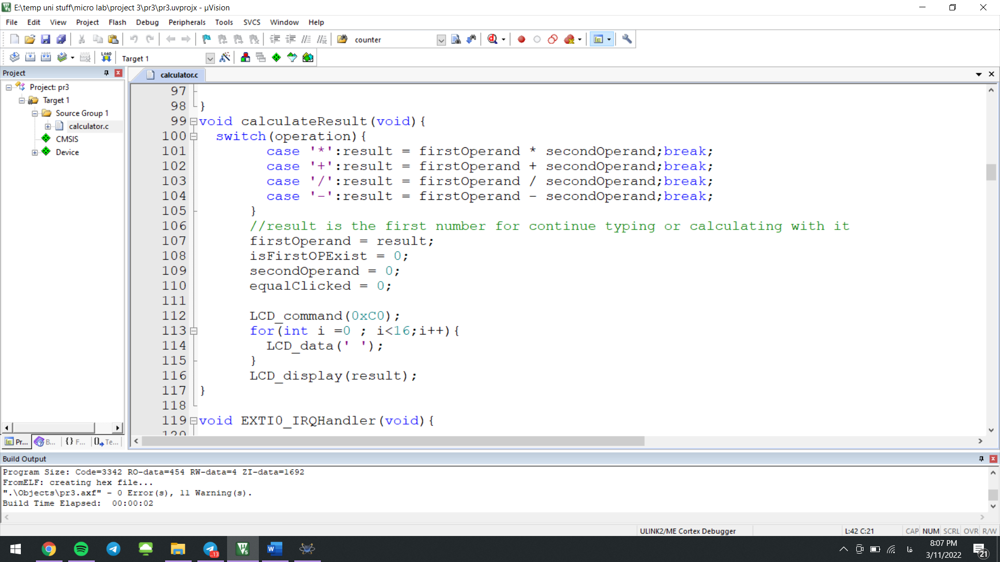 E:\temp uni stuff\micro lab\project 3\pr3\pr3.uvprojx - µVision
File Edit View Project Flash Debug Peripherals Tools SVCS Window Help
counter
LOAD Target 1
Project
calculator.c
Project: pr3
Target 1
Source Group 1
calculator.c
CMSIS
Device
97
98 }
99 void calculateResult(void){
100 switch(operation){
101 case '*':result = firstOperand * secondOperand;break;
102 case '+':result = firstOperand + secondOperand;break;
103 case '/':result = firstOperand / secondOperand;break;
104 case '-':result = firstOperand - secondOperand;break;
105 }
106 //result is the first number for continue typing or calculating with it
107 firstOperand = result;
108 isFirstOPExist = 0;
109 secondOperand = 0;
110 equalClicked = 0;
111
112 LCD_command(0xC0);
113 for(int i =0 ; i<16;i++){
114 LCD_data(' ');
115 }
116 LCD_display(result);
117 }
118
119 void EXTI0_IRQHandler(void){
120
Pr... B... {} F... Te...
Build Output
Program Size: Code=3342 RO-data=454 RW-data=4 ZI-data=1692
FromELF: creating hex file...
".\Objects\pr3.axf" - 0 Error(s), 11 Warning(s).
Build Time Elapsed:  00:00:02
ULINK2/ME Cortex Debugger L:42 C:21 CAP NUM SCRL OVR R/W
..13
فا
8:07 PM
3/11/2022
21